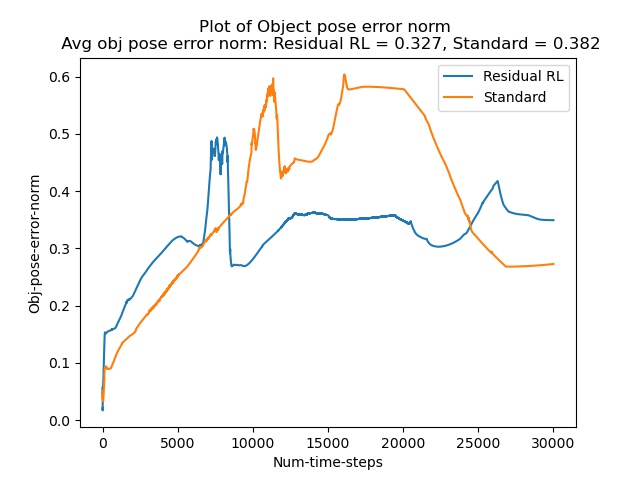 Plot of Object pose error norm
Avg obj pose error norm: Residual RL = 0.327, Standard = 0.382
Residual RL
Standard
0.6
0.5
0.4
0.3
0.2
0.1
0.0
Obj-pose-error-norm
0 5000 10000 15000 20000 25000 30000
Num-time-steps